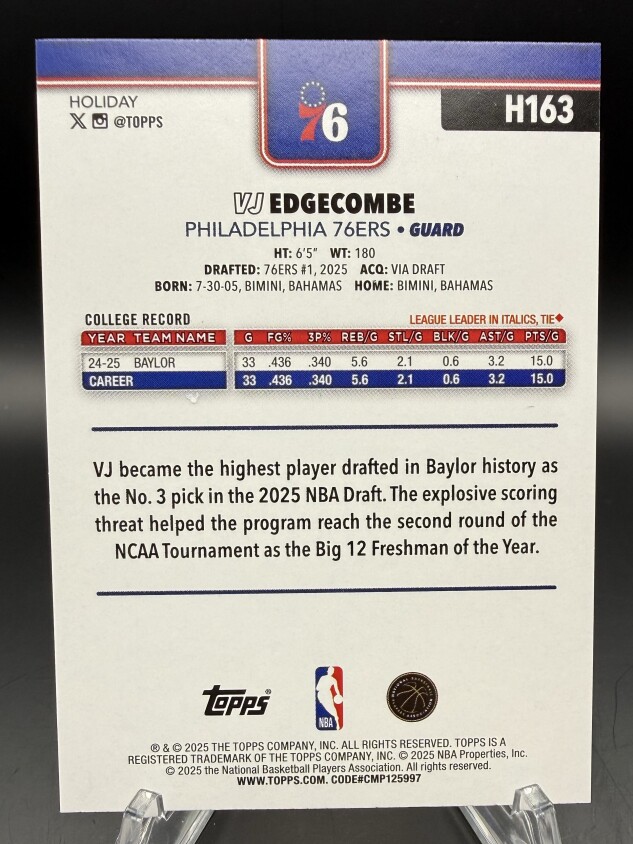 HOLIDAY
X @TOPPS
76
H163
VJ EDGECOMBE
PHILADELPHIA 76ERS • GUARD
HT: 6'5" WT: 180
DRAFTED: 76ERS #1, 2025 ACQ: VIA DRAFT
BORN: 7-30-05, BIMINI, BAHAMAS HOME: BIMINI, BAHAMAS
COLLEGE RECORD LEAGUE LEADER IN ITALICS, TIE♦
YEAR TEAM NAME G FG% 3P% REB/G STL/G BLK/G AST/G PTS/G
24-25 BAYLOR 33 .436 .340 5.6 2.1 0.6 3.2 15.0
CAREER 33 .436 .340 5.6 2.1 0.6 3.2 15.0
VJ became the highest player drafted in Baylor history as
the No. 3 pick in the 2025 NBA Draft. The explosive scoring
threat helped the program reach the second round of the
NCAA Tournament as the Big 12 Freshman of the Year.
topps®
NBA
® & © 2025 THE TOPPS COMPANY, INC. ALL RIGHTS RESERVED. TOPPS IS A
REGISTERED TRADEMARK OF THE TOPPS COMPANY, INC. © 2025 NBA Properties, Inc.
© 2025 the National Basketball Players Association. All rights reserved.
WWW.TOPPS.COM. CODE#CMP125997